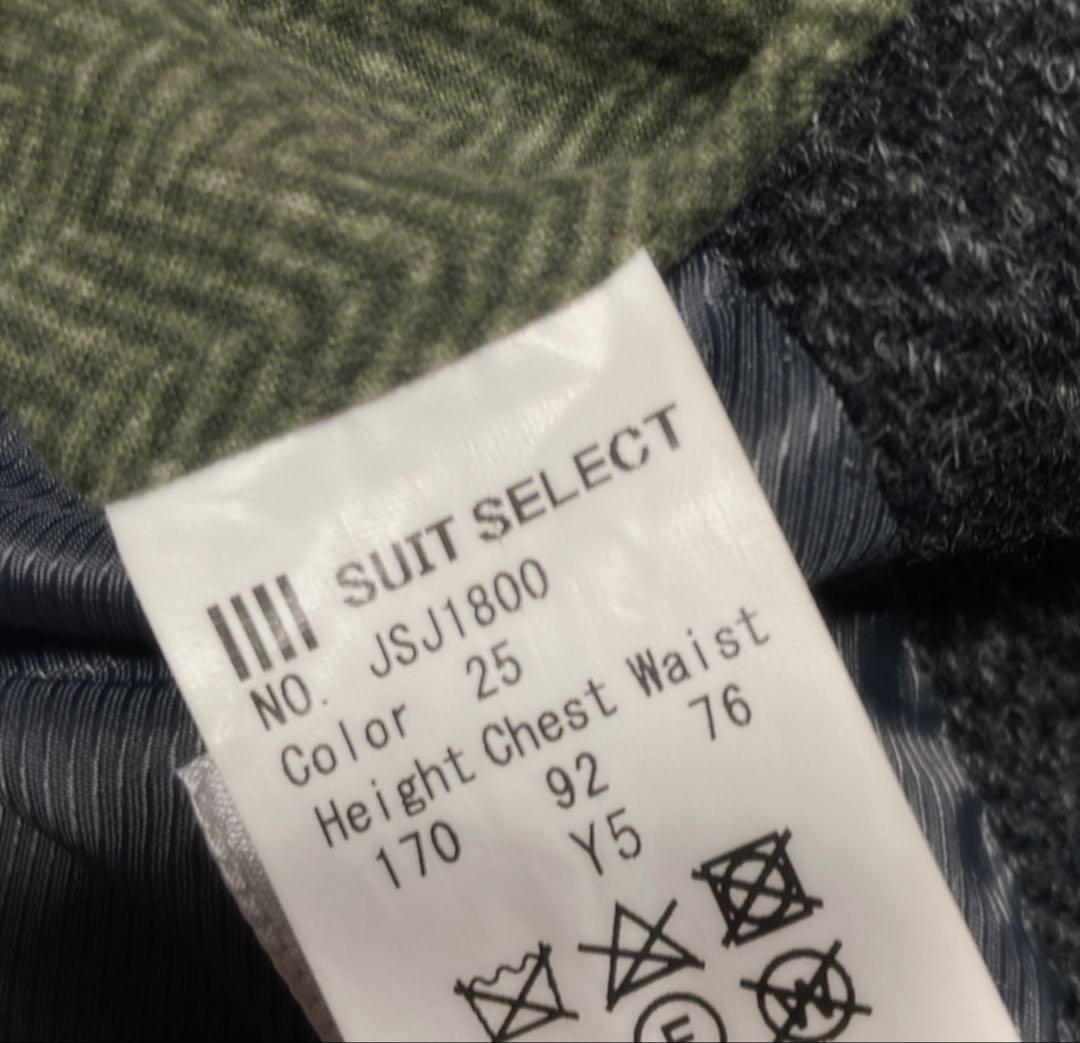 SUIT SELECT
NO. JSJ1800
Color 25
Height Chest Waist
170 92 76
Y5
F
W